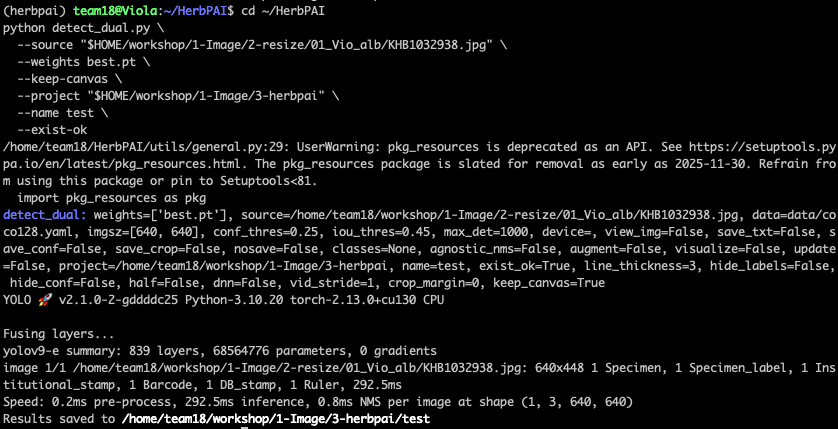 (herbpai) team18@Viola:~/HerbPAI$ cd ~/HerbPAI
python detect_dual.py \
  --source "$HOME/workshop/1-Image/2-resize/01_Vio_alb/KHB1032938.jpg" \
  --weights best.pt \
  --keep-canvas \
  --project "$HOME/workshop/1-Image/3-herbpai" \
  --name test \
  --exist-ok
/home/team18/HerbPAI/utils/general.py:29: UserWarning: pkg_resources is deprecated as an API. See https://setuptools.py
pa.io/en/latest/pkg_resources.html. The pkg_resources package is slated for removal as early as 2025-11-30. Refrain fro
m using this package or pin to Setuptools<81.
  import pkg_resources as pkg
detect_dual: weights=['best.pt'], source=/home/team18/workshop/1-Image/2-resize/01_Vio_alb/KHB1032938.jpg, data=data/co
co128.yaml, imgsz=[640, 640], conf_thres=0.25, iou_thres=0.45, max_det=1000, device=, view_img=False, save_txt=False, s
ave_conf=False, save_crop=False, nosave=False, classes=None, agnostic_nms=False, augment=False, visualize=False, update
=False, project=/home/team18/workshop/1-Image/3-herbpai, name=test, exist_ok=True, line_thickness=3, hide_labels=False,
 hide_conf=False, half=False, dnn=False, vid_stride=1, crop_margin=0, keep_canvas=True
YOLO 🚀 v2.1.0-2-gddddc25 Python-3.10.20 torch-2.13.0+cu130 CPU

Fusing layers...
yolov9-e summary: 839 layers, 68564776 parameters, 0 gradients
image 1/1 /home/team18/workshop/1-Image/2-resize/01_Vio_alb/KHB1032938.jpg: 640x448 1 Specimen, 1 Specimen_label, 1 Ins
titutional_stamp, 1 Barcode, 1 DB_stamp, 1 Ruler, 292.5ms
Speed: 0.2ms pre-process, 292.5ms inference, 0.8ms NMS per image at shape (1, 3, 640, 640)
Results saved to /home/team18/workshop/1-Image/3-herbpai/test